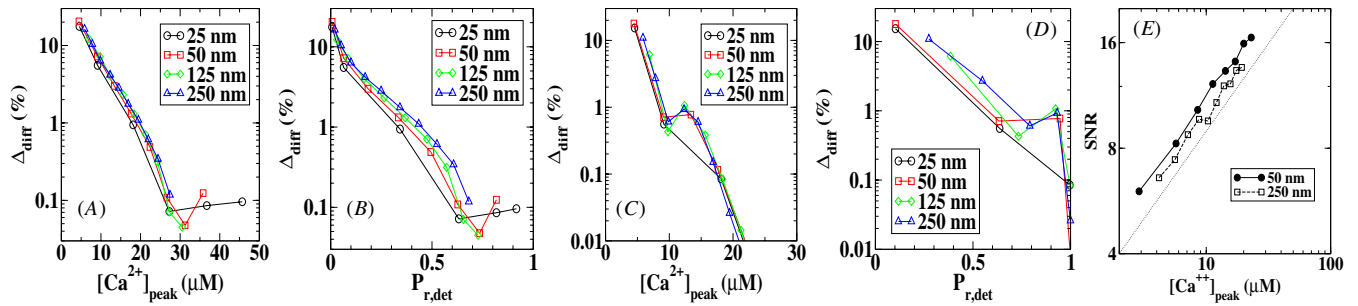 10
1
0.1
Δdiff (%)
0 10 20 30 40 50
[Ca2+]peak (μM)
(A)
25 nm
50 nm
125 nm
250 nm
10
1
0.1
Δdiff (%)
0 0.5 1
Pr,det
(B)
25 nm
50 nm
125 nm
250 nm
10
1
0.1
0.01
Δdiff (%)
0 10 20 30
[Ca2+]peak (μM)
(C)
25 nm
50 nm
125 nm
250 nm
10
1
0.1
0.01
Δdiff (%)
0 0.5 1
Pr,det
(D)
25 nm
50 nm
125 nm
250 nm
16
8
4
SNR
10 100
[Ca++]peak (μM)
(E)
50 nm
250 nm